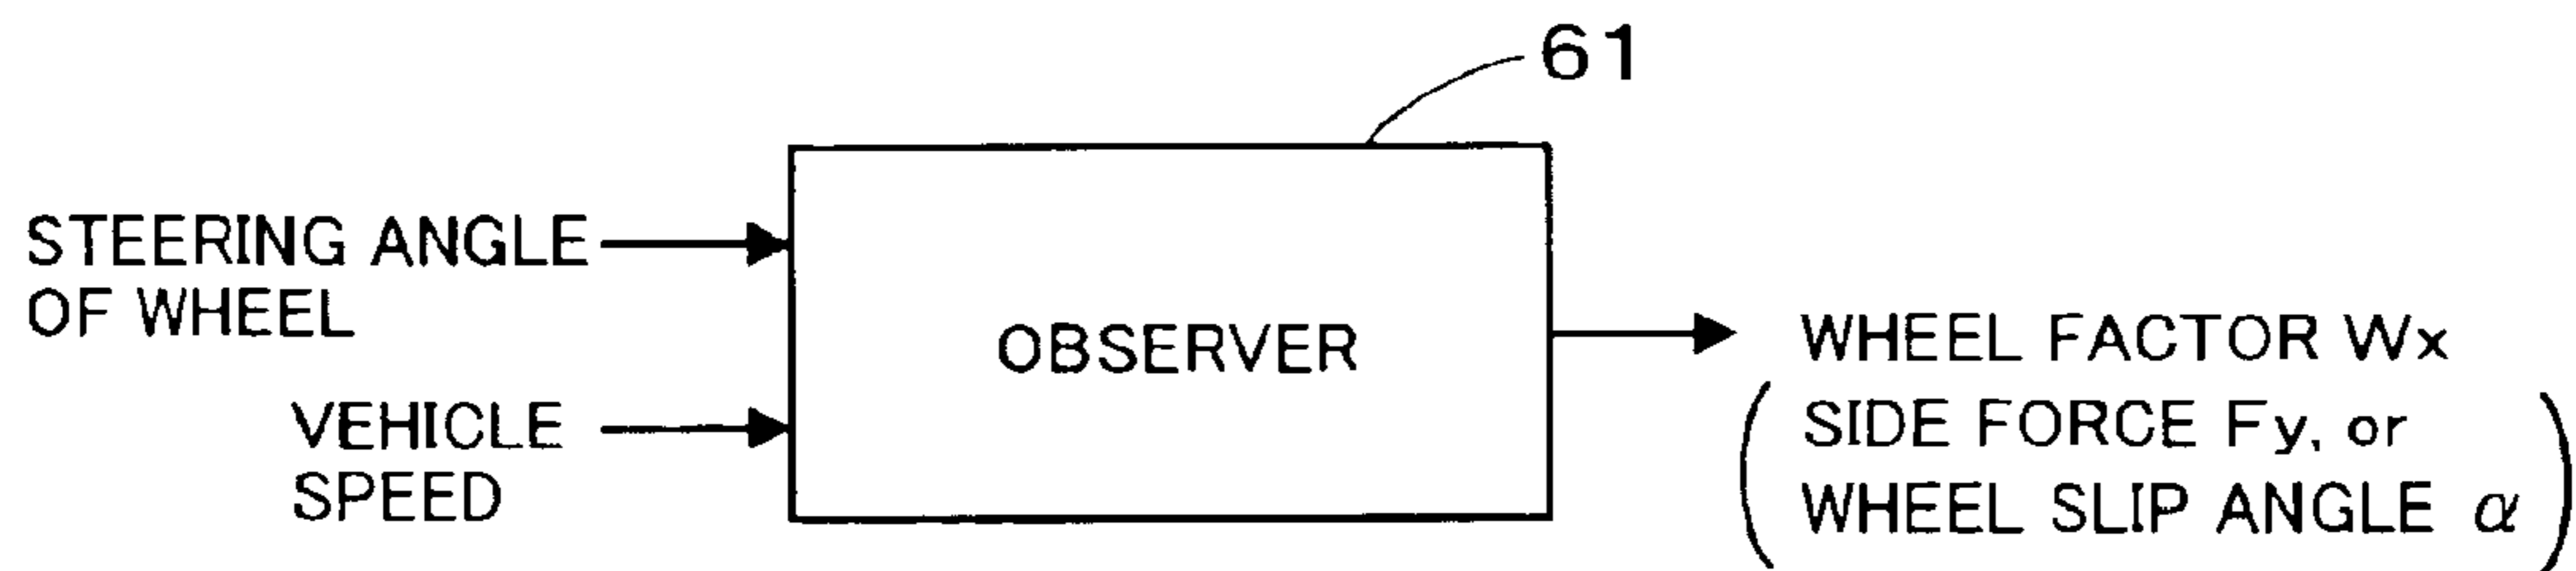 61
STEERING ANGLE
OF WHEEL
VEHICLE
SPEED
OBSERVER
WHEEL FACTOR Wx
( SIDE FORCE Fy, or
WHEEL SLIP ANGLE α )